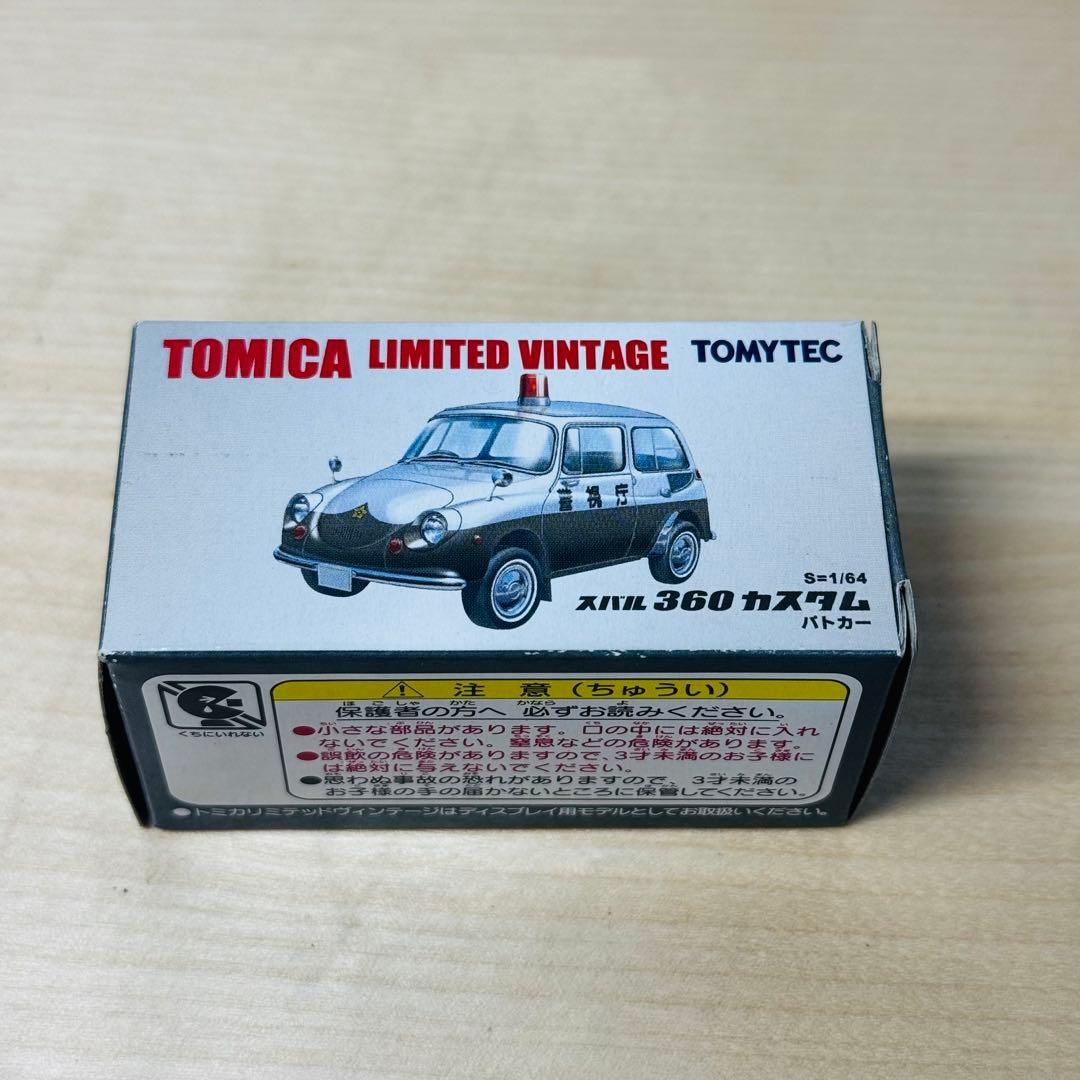 TOMICA LIMITED VINTAGE TOMYTEC
警視庁
S=1/64
スバル 360 カスタム
パトカー
注意(ちゅうい)
保護者の方へ 必ずお読みください。
くちにいれない
●小さな部品があります。口の中には絶対に入れ
ないでください。窒息などの危険があります。
●誤飲の危険がありますので、3才未満のお子様に
は絶対に与えないでください。
●思わぬ事故の恐れがありますので、3才未満の
お子様の手の届かないところに保管してください。
●トミカリミテッドヴィンテージはディスプレイ用モデルとしてお取扱いください。